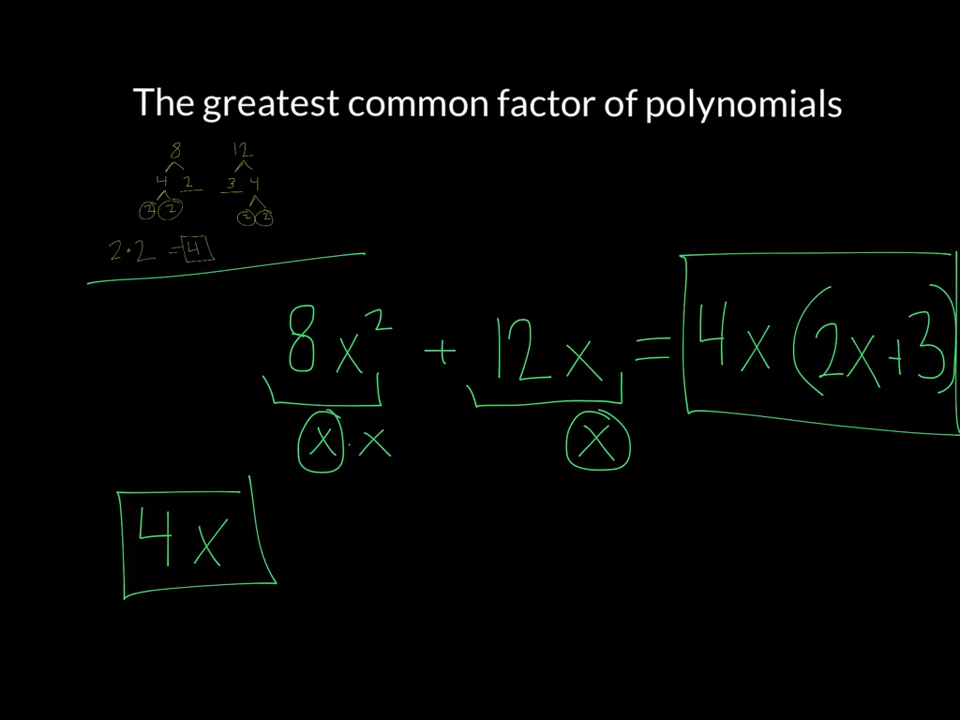 The greatest common factor of polynomials
8 12
4 2 3 4
2 2 2 2
2·2 = 4
8x² + 12x = 4x(2x+3)
x·x x
4x